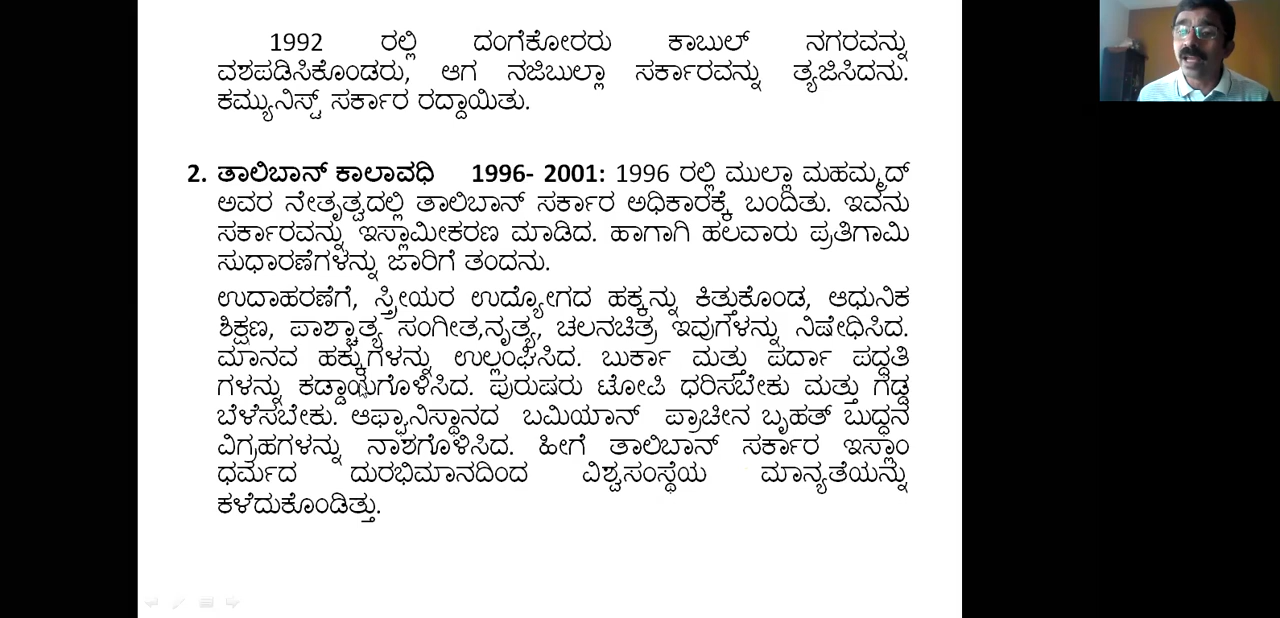 1992 ರಲ್ಲಿ ದಂಗೆಕೋರರು ಕಾಬುಲ್ ನಗರವನ್ನು
ವಶಪಡಿಸಿಕೊಂಡರು, ಆಗ ನಜಿಬುಲ್ಲಾ ಸರ್ಕಾರವನ್ನು ತ್ಯಜಿಸಿದನು.
ಕಮ್ಯುನಿಸ್ಟ್ ಸರ್ಕಾರ ರದ್ದಾಯಿತು.
2. ತಾಲಿಬಾನ್ ಕಾಲಾವಧಿ 1996- 2001: 1996 ರಲ್ಲಿ ಮುಲ್ಲಾ ಮಹಮ್ಮದ್
ಅವರ ನೇತೃತ್ವದಲ್ಲಿ ತಾಲಿಬಾನ್ ಸರ್ಕಾರ ಅಧಿಕಾರಕ್ಕೆ ಬಂದಿತು. ಇವನು
ಸರ್ಕಾರವನ್ನು ಇಸ್ಲಾಮೀಕರಣ ಮಾಡಿದ. ಹಾಗಾಗಿ ಹಲವಾರು ಪ್ರತಿಗಾಮಿ
ಸುಧಾರಣೆಗಳನ್ನು ಜಾರಿಗೆ ತಂದನು.
ಉದಾಹರಣೆಗೆ, ಸ್ತ್ರೀಯರ ಉದ್ಯೋಗದ ಹಕ್ಕನ್ನು ಕಿತ್ತುಕೊಂಡ, ಆಧುನಿಕ
ಶಿಕ್ಷಣ, ಪಾಶ್ಚಾತ್ಯ ಸಂಗೀತ,ನೃತ್ಯ, ಚಲನಚಿತ್ರ ಇವುಗಳನ್ನು ನಿಷೇಧಿಸಿದ.
ಮಾನವ ಹಕ್ಕುಗಳನ್ನು ಉಲ್ಲಂಘಿಸಿದ. ಬುರ್ಕಾ ಮತ್ತು ಪರ್ದಾ ಪದ್ಧತಿ
ಗಳನ್ನು ಕಡ್ಡಾಯಗೊಳಿಸಿದ. ಪುರುಷರು ಟೋಪಿ ಧರಿಸಬೇಕು ಮತ್ತು ಗಡ್ಡ
ಬೆಳೆಸಬೇಕು. ಆಫ್ಘಾನಿಸ್ಥಾನದ ಬಮಿಯಾನ್ ಪ್ರಾಚೀನ ಬೃಹತ್ ಬುದ್ಧನ
ವಿಗ್ರಹಗಳನ್ನು ನಾಶಗೊಳಿಸಿದ. ಹೀಗೆ ತಾಲಿಬಾನ್ ಸರ್ಕಾರ ಇಸ್ಲಾಂ
ಧರ್ಮದ ದುರಭಿಮಾನದಿಂದ ವಿಶ್ವಸಂಸ್ಥೆಯ ಮಾನ್ಯತೆಯನ್ನು
ಕಳೆದುಕೊಂಡಿತ್ತು.